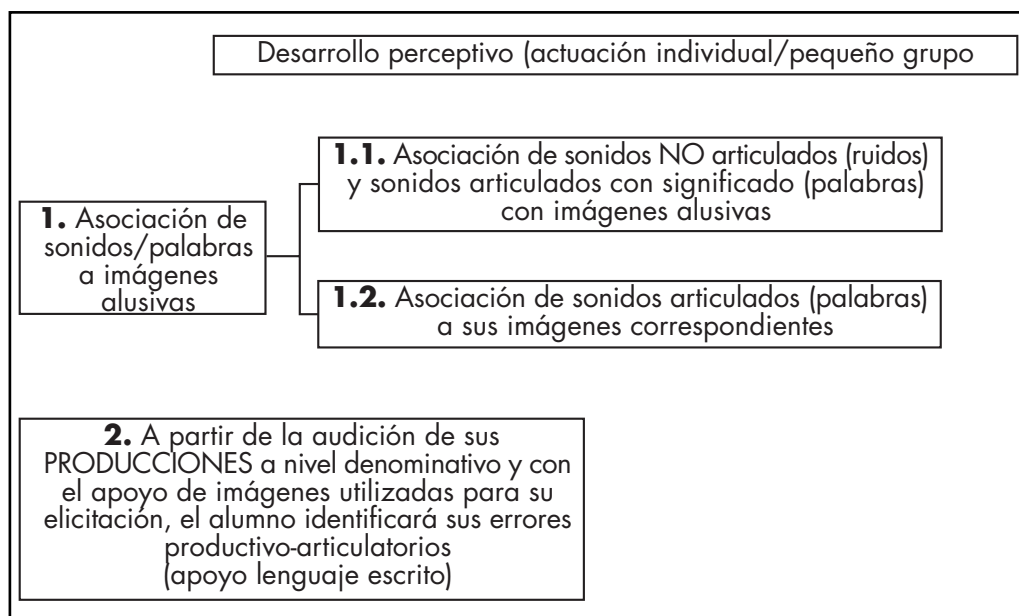 Desarrollo perceptivo (actuación individual/pequeño grupo
1.1. Asociación de sonidos NO articulados (ruidos)
y sonidos articulados con significado (palabras)
con imágenes alusivas
1. Asociación de
sonidos/palabras
a imágenes
alusivas
1.2. Asociación de sonidos articulados (palabras)
a sus imágenes correspondientes
2. A partir de la audición de sus
PRODUCCIONES a nivel denominativo y con
el apoyo de imágenes utilizadas para su
elicitación, el alumno identificará sus errores
productivo-articulatorios
(apoyo lenguaje escrito)